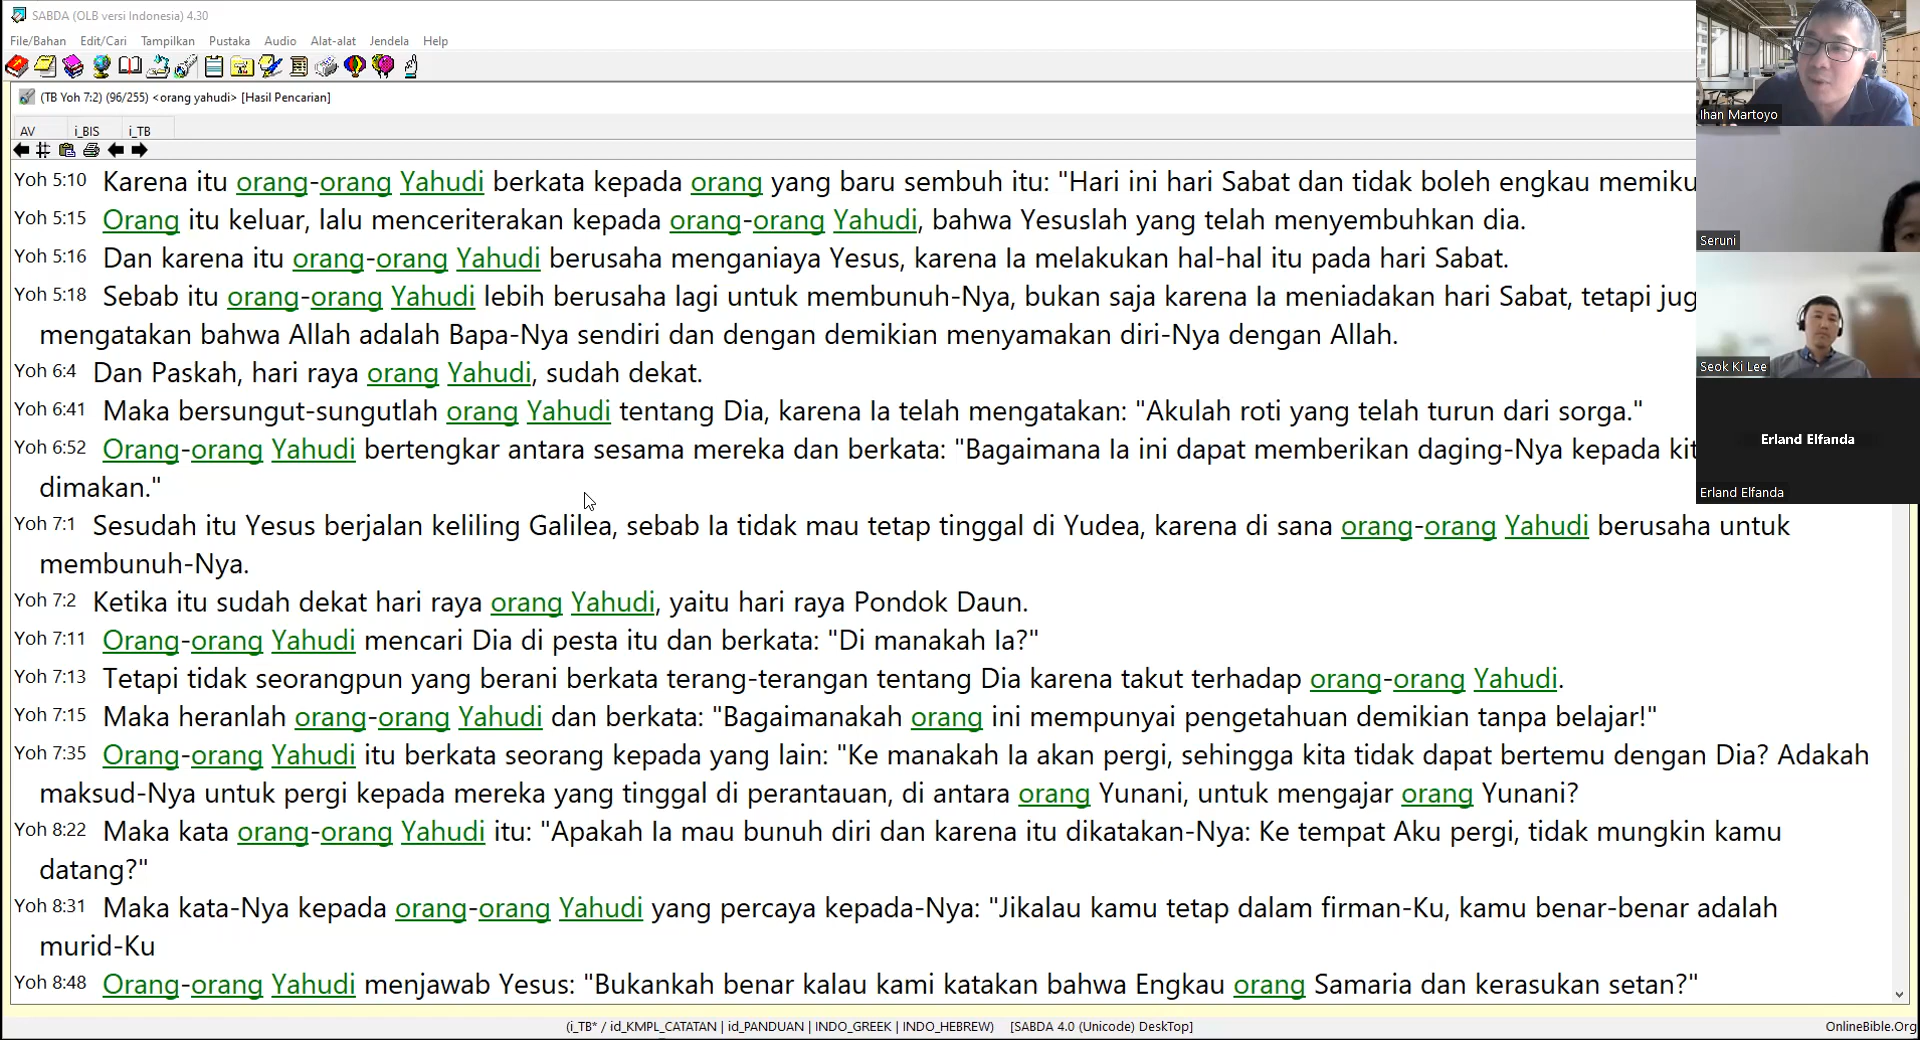 SABDA (OLB versi Indonesia) 4.30
File/Bahan Edit/Cari Tampilkan Pustaka Audio Alat-alat Jendela Help
(TB Yoh 7:2) (96/255) <orang yahudi> [Hasil Pencarian]
AV i_BIS i_TB
Yoh 5:10 Karena itu orang-orang Yahudi berkata kepada orang yang baru sembuh itu: "Hari ini hari Sabat dan tidak boleh engkau memiku
Yoh 5:15 Orang itu keluar, lalu menceriterakan kepada orang-orang Yahudi, bahwa Yesuslah yang telah menyembuhkan dia.
Yoh 5:16 Dan karena itu orang-orang Yahudi berusaha menganiaya Yesus, karena Ia melakukan hal-hal itu pada hari Sabat.
Yoh 5:18 Sebab itu orang-orang Yahudi lebih berusaha lagi untuk membunuh-Nya, bukan saja karena Ia meniadakan hari Sabat, tetapi jug
mengatakan bahwa Allah adalah Bapa-Nya sendiri dan dengan demikian menyamakan diri-Nya dengan Allah.
Yoh 6:4 Dan Paskah, hari raya orang Yahudi, sudah dekat.
Yoh 6:41 Maka bersungut-sungutlah orang Yahudi tentang Dia, karena Ia telah mengatakan: "Akulah roti yang telah turun dari sorga."
Yoh 6:52 Orang-orang Yahudi bertengkar antara sesama mereka dan berkata: "Bagaimana Ia ini dapat memberikan daging-Nya kepada kit
dimakan."
Yoh 7:1 Sesudah itu Yesus berjalan keliling Galilea, sebab Ia tidak mau tetap tinggal di Yudea, karena di sana orang-orang Yahudi berusaha untuk
membunuh-Nya.
Yoh 7:2 Ketika itu sudah dekat hari raya orang Yahudi, yaitu hari raya Pondok Daun.
Yoh 7:11 Orang-orang Yahudi mencari Dia di pesta itu dan berkata: "Di manakah Ia?"
Yoh 7:13 Tetapi tidak seorangpun yang berani berkata terang-terangan tentang Dia karena takut terhadap orang-orang Yahudi.
Yoh 7:15 Maka heranlah orang-orang Yahudi dan berkata: "Bagaimanakah orang ini mempunyai pengetahuan demikian tanpa belajar!"
Yoh 7:35 Orang-orang Yahudi itu berkata seorang kepada yang lain: "Ke manakah Ia akan pergi, sehingga kita tidak dapat bertemu dengan Dia? Adakah
maksud-Nya untuk pergi kepada mereka yang tinggal di perantauan, di antara orang Yunani, untuk mengajar orang Yunani?
Yoh 8:22 Maka kata orang-orang Yahudi itu: "Apakah Ia mau bunuh diri dan karena itu dikatakan-Nya: Ke tempat Aku pergi, tidak mungkin kamu
datang?"
Yoh 8:31 Maka kata-Nya kepada orang-orang Yahudi yang percaya kepada-Nya: "Jikalau kamu tetap dalam firman-Ku, kamu benar-benar adalah
murid-Ku
Yoh 8:48 Orang-orang Yahudi menjawab Yesus: "Bukankah benar kalau kami katakan bahwa Engkau orang Samaria dan kerasukan setan?"
(i_TB* / id_KMPL_CATATAN | id_PANDUAN | INDO_GREEK | INDO_HEBREW) [SABDA 4.0 (Unicode) DeskTop]
OnlineBible.Org
Ihan Martoyo
Seruni
Seok Ki Lee
Erland Elfanda
Erland Elfanda